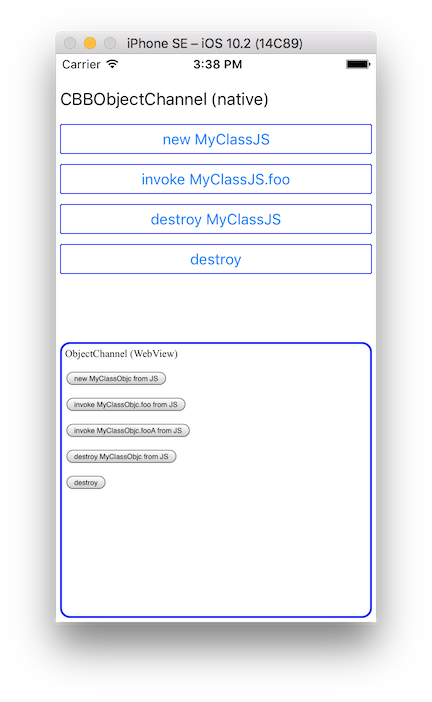 iPhone SE – iOS 10.2 (14C89)
Carrier 3:38 PM
CBBObjectChannel (native)
new MyClassJS
invoke MyClassJS.foo
destroy MyClassJS
destroy
ObjectChannel (WebView)
new MyClassObjc from JS
invoke MyClassObjc.foo from JS
invoke MyClassObjc.fooA from JS
destroy MyClassObjc from JS
destroy